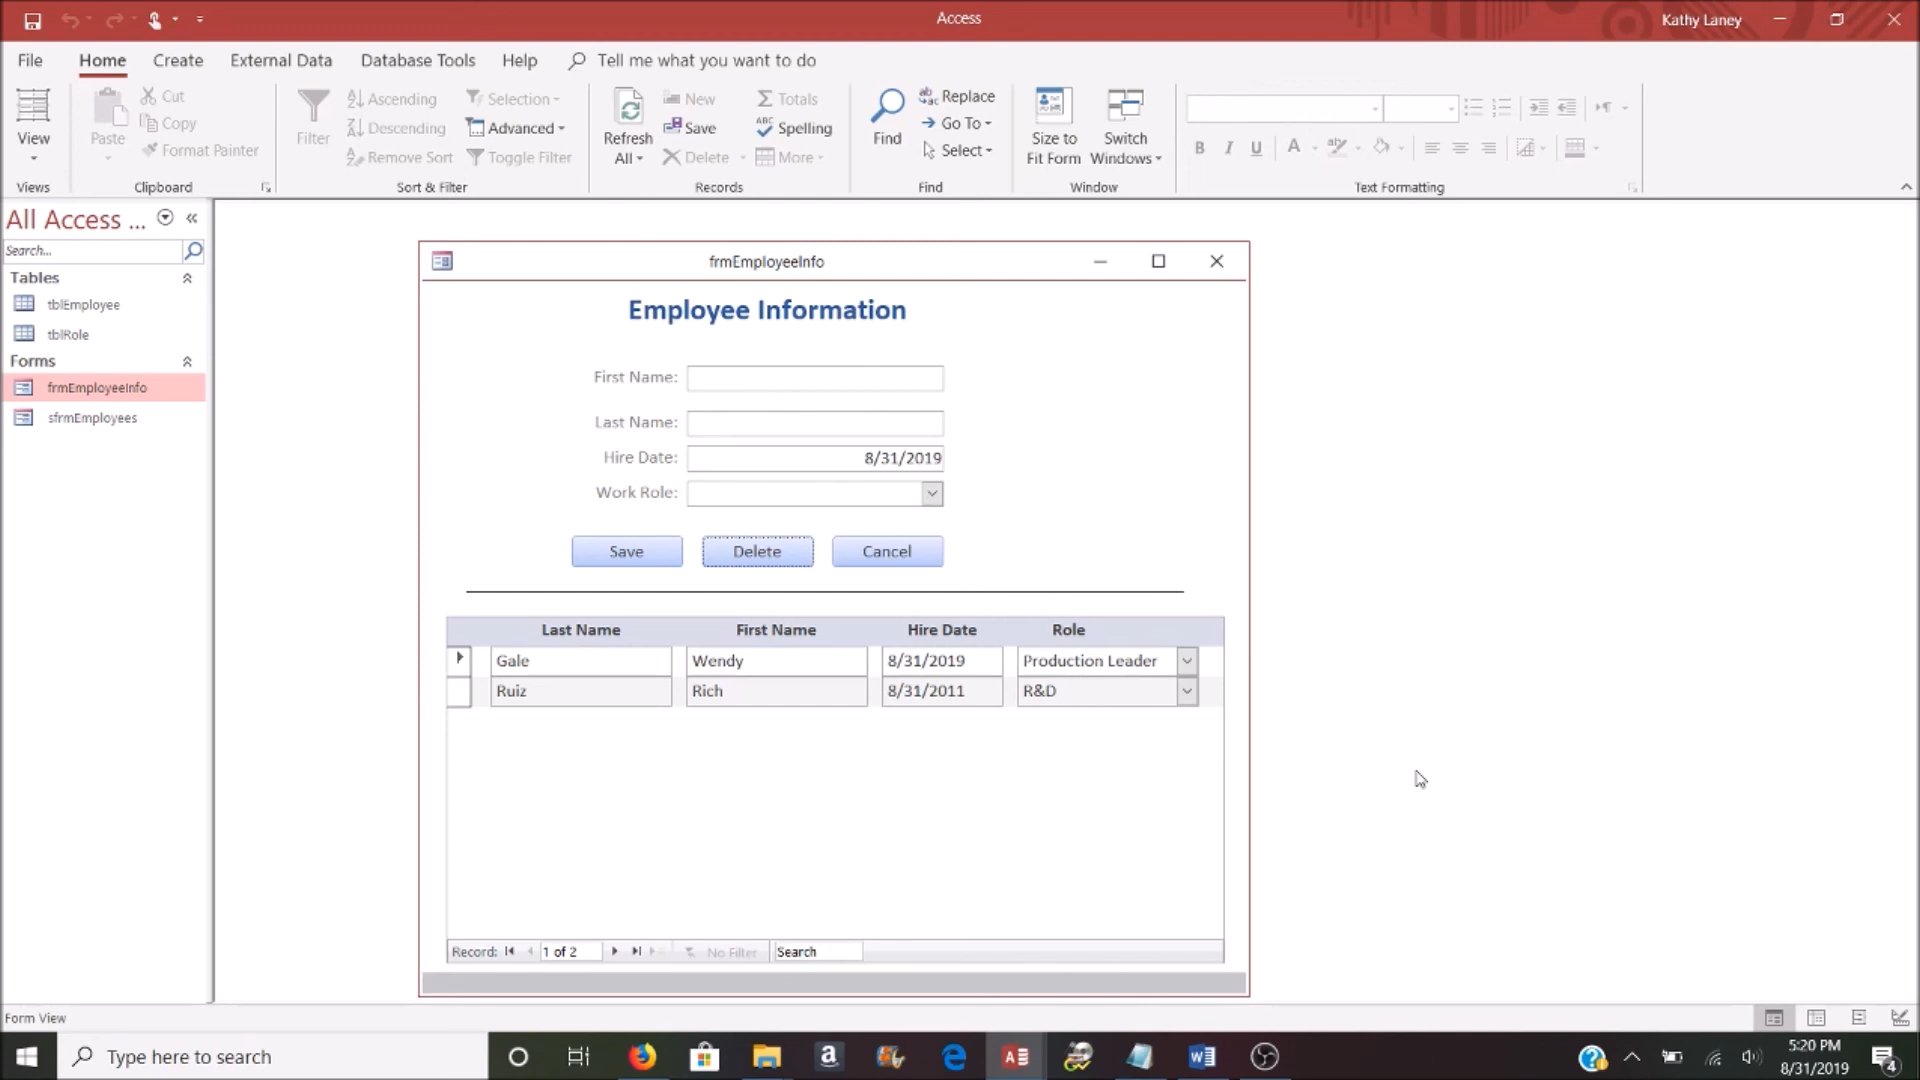 Access
Kathy Laney
File Home Create External Data Database Tools Help Tell me what you want to do
View
Views
Paste
Cut
Copy
Format Painter
Clipboard
Filter
Ascending
Descending
Remove Sort
Selection
Advanced
Toggle Filter
Sort & Filter
Refresh
All
New
Save
Delete
Totals
Spelling
More
Records
Find
Replace
Go To
Select
Find
Size to
Fit Form
Switch
Windows
Window
B I U A
Text Formatting
All Access ...
Search...
Tables
tblEmployee
tblRole
Forms
frmEmployeeInfo
sfrmEmployees
frmEmployeeInfo
Employee Information
First Name:
Last Name:
Hire Date: 8/31/2019
Work Role:
Save Delete Cancel
Last Name First Name Hire Date Role
Gale Wendy 8/31/2019 Production Leader
Ruiz Rich 8/31/2011 R&D
Record: 1 of 2 No Filter Search
Form View
Type here to search
5:20 PM
8/31/2019
4